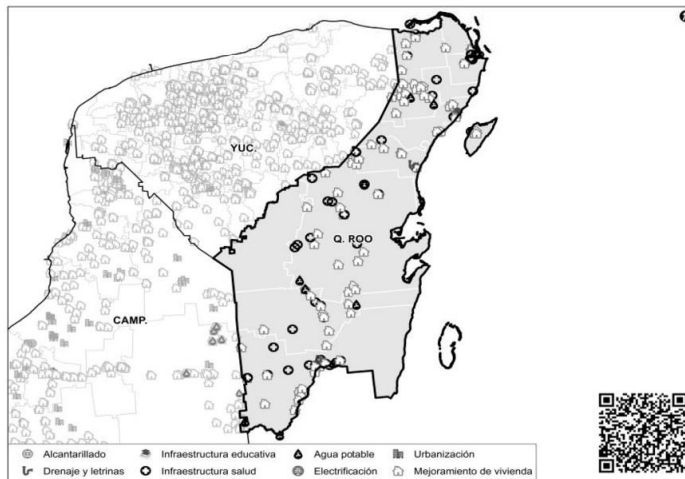 YUC.
Q. ROO
CAMP.
Alcantarillado
Infraestructura educativa
Agua potable
Urbanización
Drenaje y letrinas
Infraestructura salud
Electrificación
Mejoramiento de vivienda